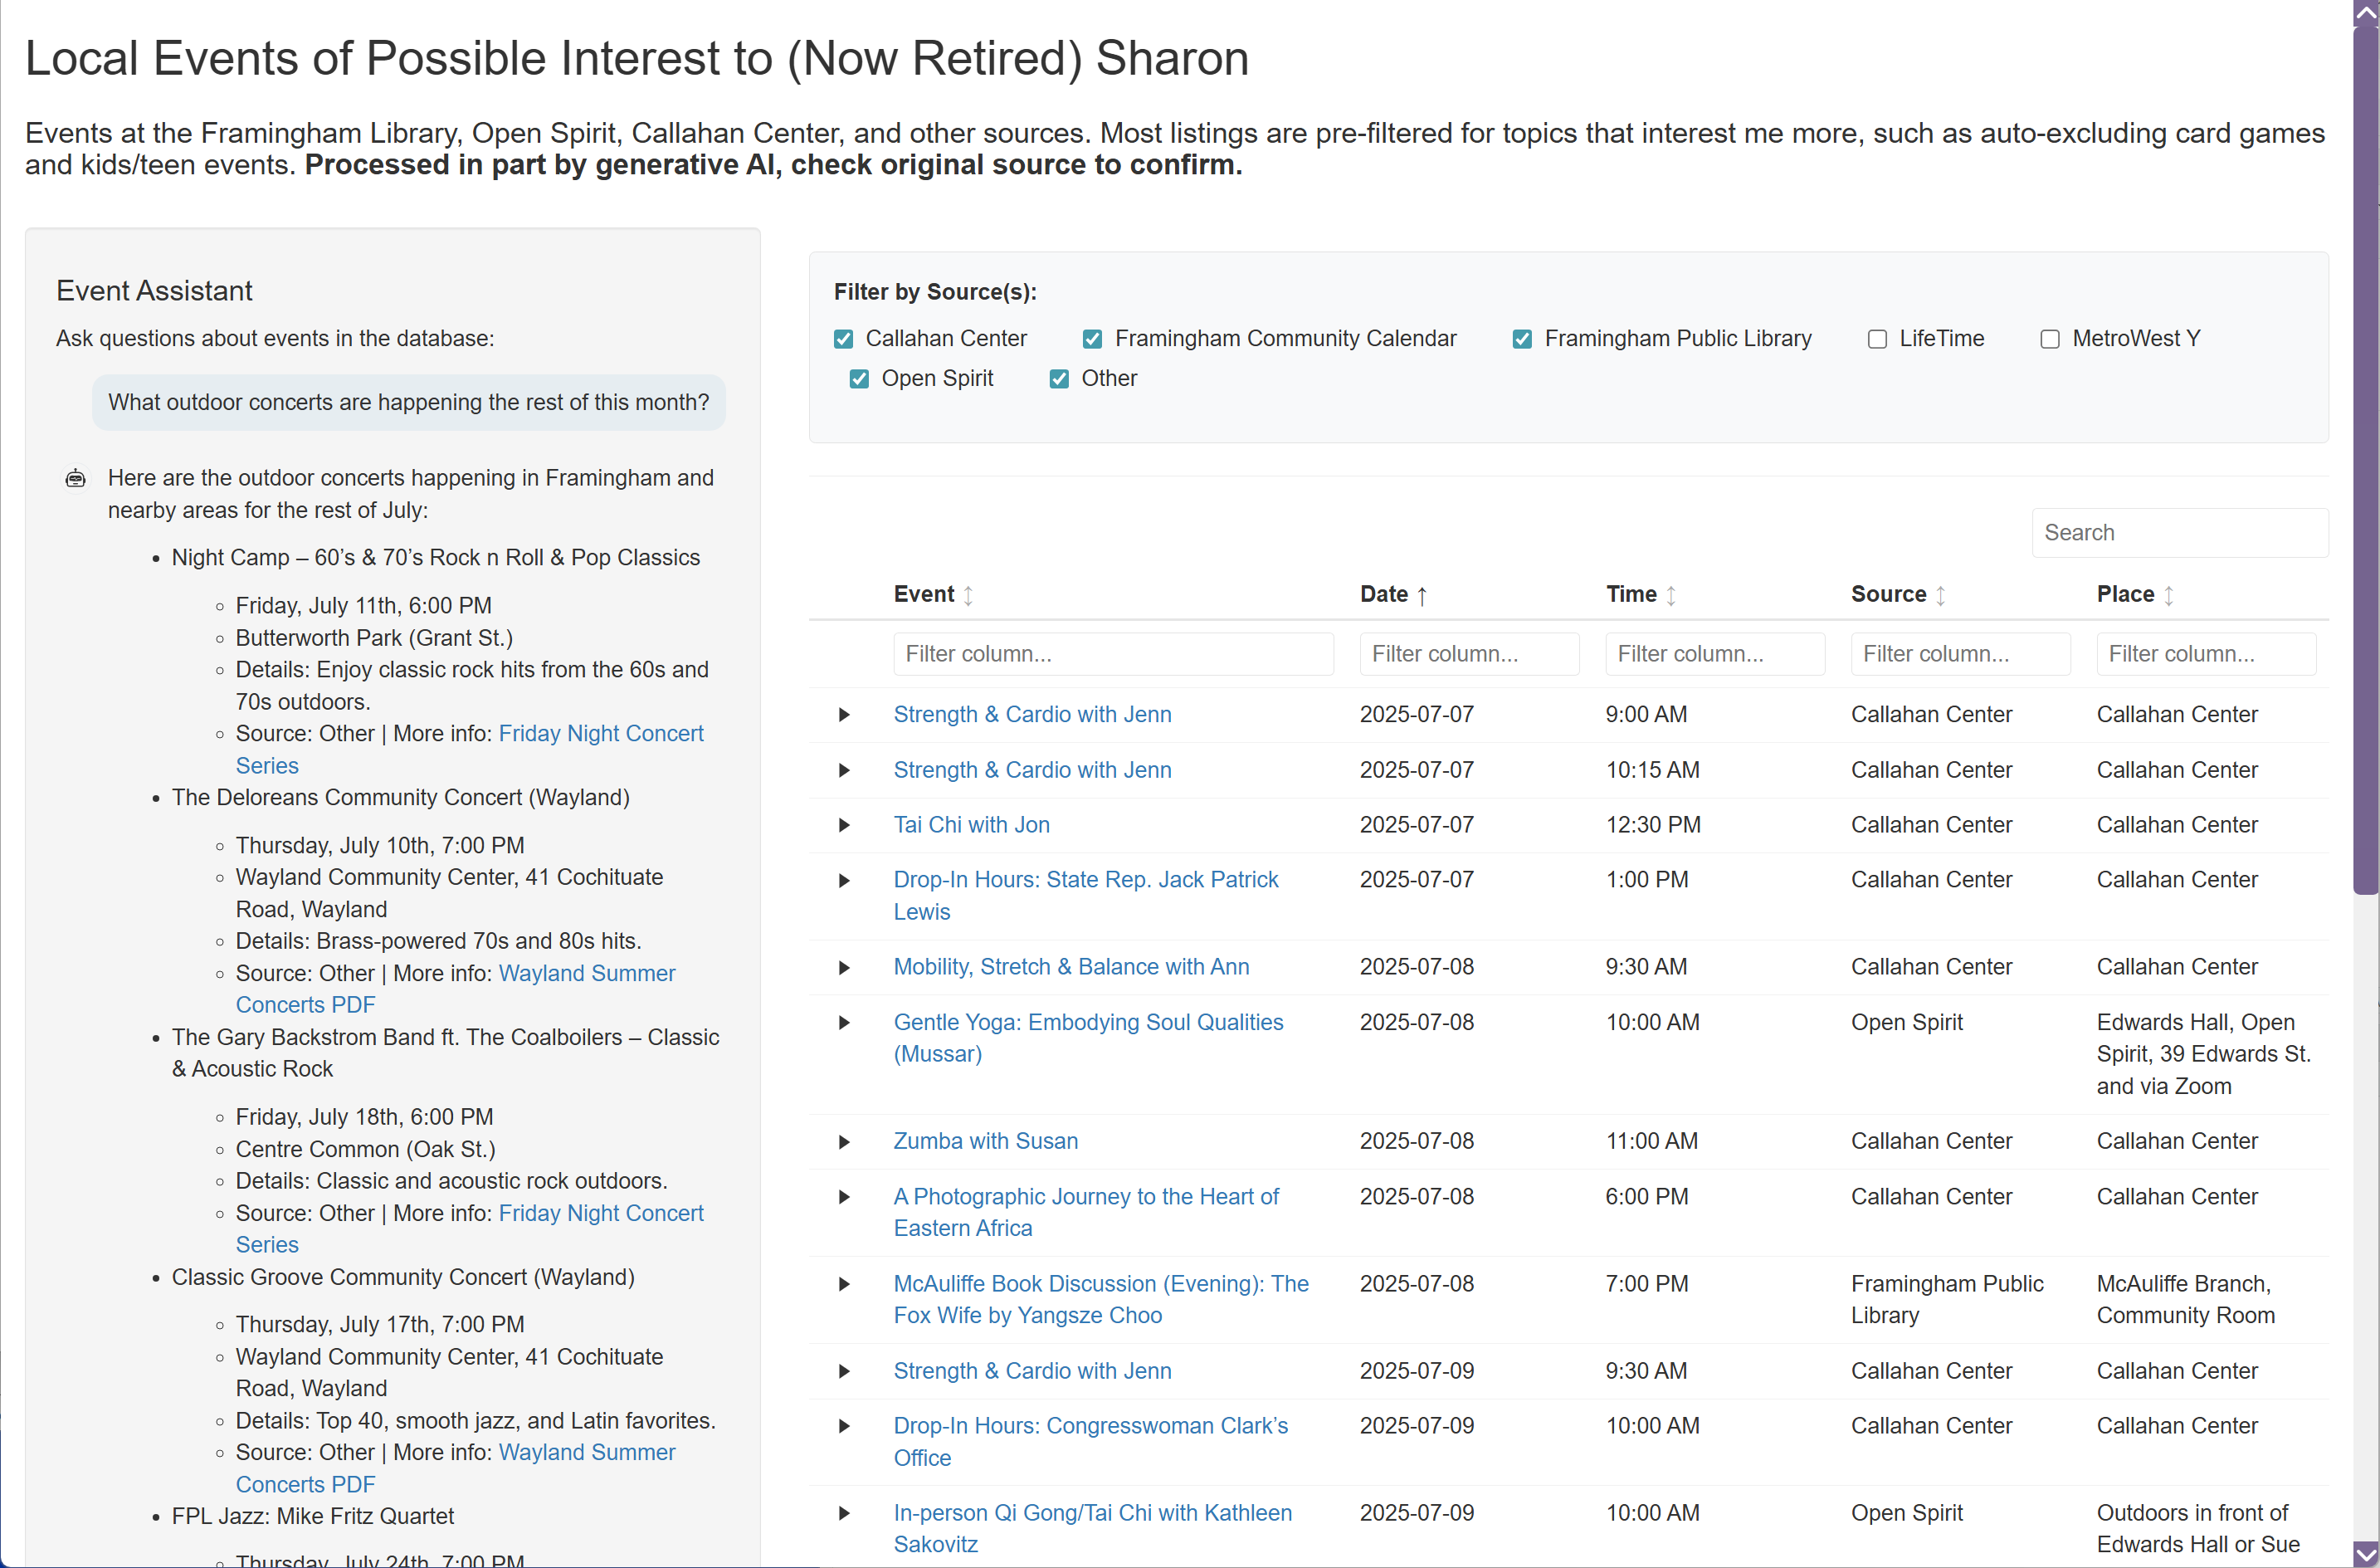 Local Events of Possible Interest to (Now Retired) Sharon
Events at the Framingham Library, Open Spirit, Callahan Center, and other sources. Most listings are pre-filtered for topics that interest me more, such as auto-excluding card games
and kids/teen events. Processed in part by generative AI, check original source to confirm.
Event Assistant
Ask questions about events in the database:
What outdoor concerts are happening the rest of this month?
Here are the outdoor concerts happening in Framingham and
nearby areas for the rest of July:
• Night Camp – 60’s & 70’s Rock n Roll & Pop Classics
◦ Friday, July 11th, 6:00 PM
◦ Butterworth Park (Grant St.)
◦ Details: Enjoy classic rock hits from the 60s and
70s outdoors.
◦ Source: Other | More info: Friday Night Concert
Series
• The Deloreans Community Concert (Wayland)
◦ Thursday, July 10th, 7:00 PM
◦ Wayland Community Center, 41 Cochituate
Road, Wayland
◦ Details: Brass-powered 70s and 80s hits.
◦ Source: Other | More info: Wayland Summer
Concerts PDF
• The Gary Backstrom Band ft. The Coalboilers – Classic
& Acoustic Rock
◦ Friday, July 18th, 6:00 PM
◦ Centre Common (Oak St.)
◦ Details: Classic and acoustic rock outdoors.
◦ Source: Other | More info: Friday Night Concert
Series
• Classic Groove Community Concert (Wayland)
◦ Thursday, July 17th, 7:00 PM
◦ Wayland Community Center, 41 Cochituate
Road, Wayland
◦ Details: Top 40, smooth jazz, and Latin favorites.
◦ Source: Other | More info: Wayland Summer
Concerts PDF
• FPL Jazz: Mike Fritz Quartet
◦ Thursday, July 24th, 7:00 PM
Filter by Source(s):
Callahan Center Framingham Community Calendar Framingham Public Library LifeTime MetroWest Y
Open Spirit Other
Search
Event Date Time Source Place
Filter column... Filter column... Filter column... Filter column... Filter column...
Strength & Cardio with Jenn 2025-07-07 9:00 AM Callahan Center Callahan Center
Strength & Cardio with Jenn 2025-07-07 10:15 AM Callahan Center Callahan Center
Tai Chi with Jon 2025-07-07 12:30 PM Callahan Center Callahan Center
Drop-In Hours: State Rep. Jack Patrick 2025-07-07 1:00 PM Callahan Center Callahan Center
Lewis
Mobility, Stretch & Balance with Ann 2025-07-08 9:30 AM Callahan Center Callahan Center
Gentle Yoga: Embodying Soul Qualities 2025-07-08 10:00 AM Open Spirit Edwards Hall, Open
(Mussar) Spirit, 39 Edwards St.
and via Zoom
Zumba with Susan 2025-07-08 11:00 AM Callahan Center Callahan Center
A Photographic Journey to the Heart of 2025-07-08 6:00 PM Callahan Center Callahan Center
Eastern Africa
McAuliffe Book Discussion (Evening): The 2025-07-08 7:00 PM Framingham Public McAuliffe Branch,
Fox Wife by Yangsze Choo Library Community Room
Strength & Cardio with Jenn 2025-07-09 9:30 AM Callahan Center Callahan Center
Drop-In Hours: Congresswoman Clark’s 2025-07-09 10:00 AM Callahan Center Callahan Center
Office
In-person Qi Gong/Tai Chi with Kathleen 2025-07-09 10:00 AM Open Spirit Outdoors in front of
Sakovitz Edwards Hall or Sue